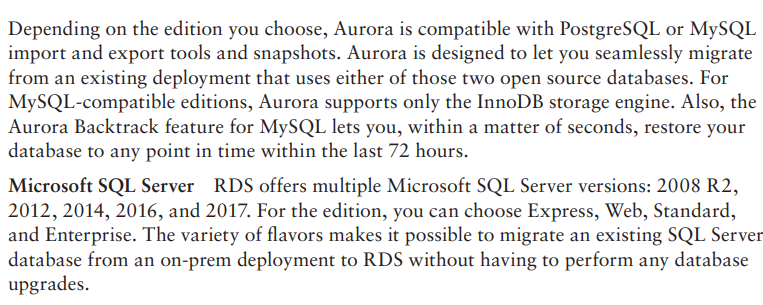 Depending on the edition you choose, Aurora is compatible with PostgreSQL or MySQL
import and export tools and snapshots. Aurora is designed to let you seamlessly migrate
from an existing deployment that uses either of those two open source databases. For
MySQL-compatible editions, Aurora supports only the InnoDB storage engine. Also, the
Aurora Backtrack feature for MySQL lets you, within a matter of seconds, restore your
database to any point in time within the last 72 hours.
Microsoft SQL Server RDS offers multiple Microsoft SQL Server versions: 2008 R2,
2012, 2014, 2016, and 2017. For the edition, you can choose Express, Web, Standard,
and Enterprise. The variety of flavors makes it possible to migrate an existing SQL Server
database from an on-prem deployment to RDS without having to perform any database
upgrades.